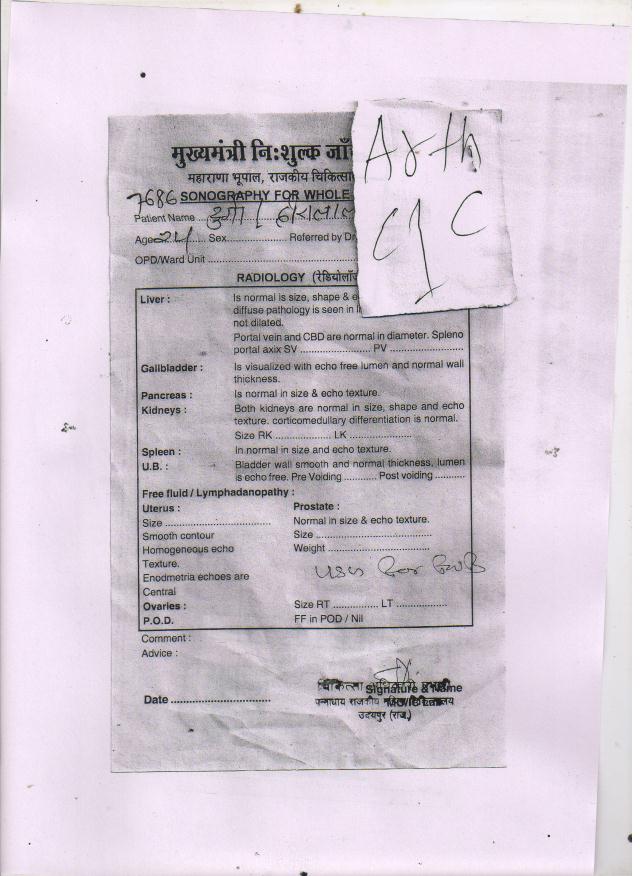 मुख्यमंत्री नि:शुल्क
Arth
महाराणा भूपाल, राजकीय
7686 SONOGRAPHY FOR WHOLE
C1C
Patient Name
Age 24 Sex Referred by Dr
OPD/Ward Unit
RADIOLOGY
Liver : Is normal is size, shape &
diffuse pathology is seen in
not dilated.
Portal vein and CBD are normal in diameter. Spleno
portal axix SV PV
Gallbladder : Is visualized with echo free lumen and normal wall
thickness.
Pancreas : Is normal in size & echo texture.
Kidneys : Both kidneys are normal in size, shape and echo
texture. corticomedullary differentiation is normal.
Size RK LK
Spleen : In normal in size and echo texture.
U.B. : Bladder wall smooth and normal thickness, lumen
is echo free. Pre Voiding Post voiding
Free fluid / Lymphadanopathy :
Uterus : Prostate :
Size Normal in size & echo texture.
Smooth contour Size
Homogeneous echo Weight
Texture.
USG for
Enodmetria echoes are
Central
Ovaries : Size RT LT
P.O.D. FF in POD / Nil
Comment :
Advice :
Date Signature & Name
पन्नाधाय राजकीय
उदयपुर (राज.)